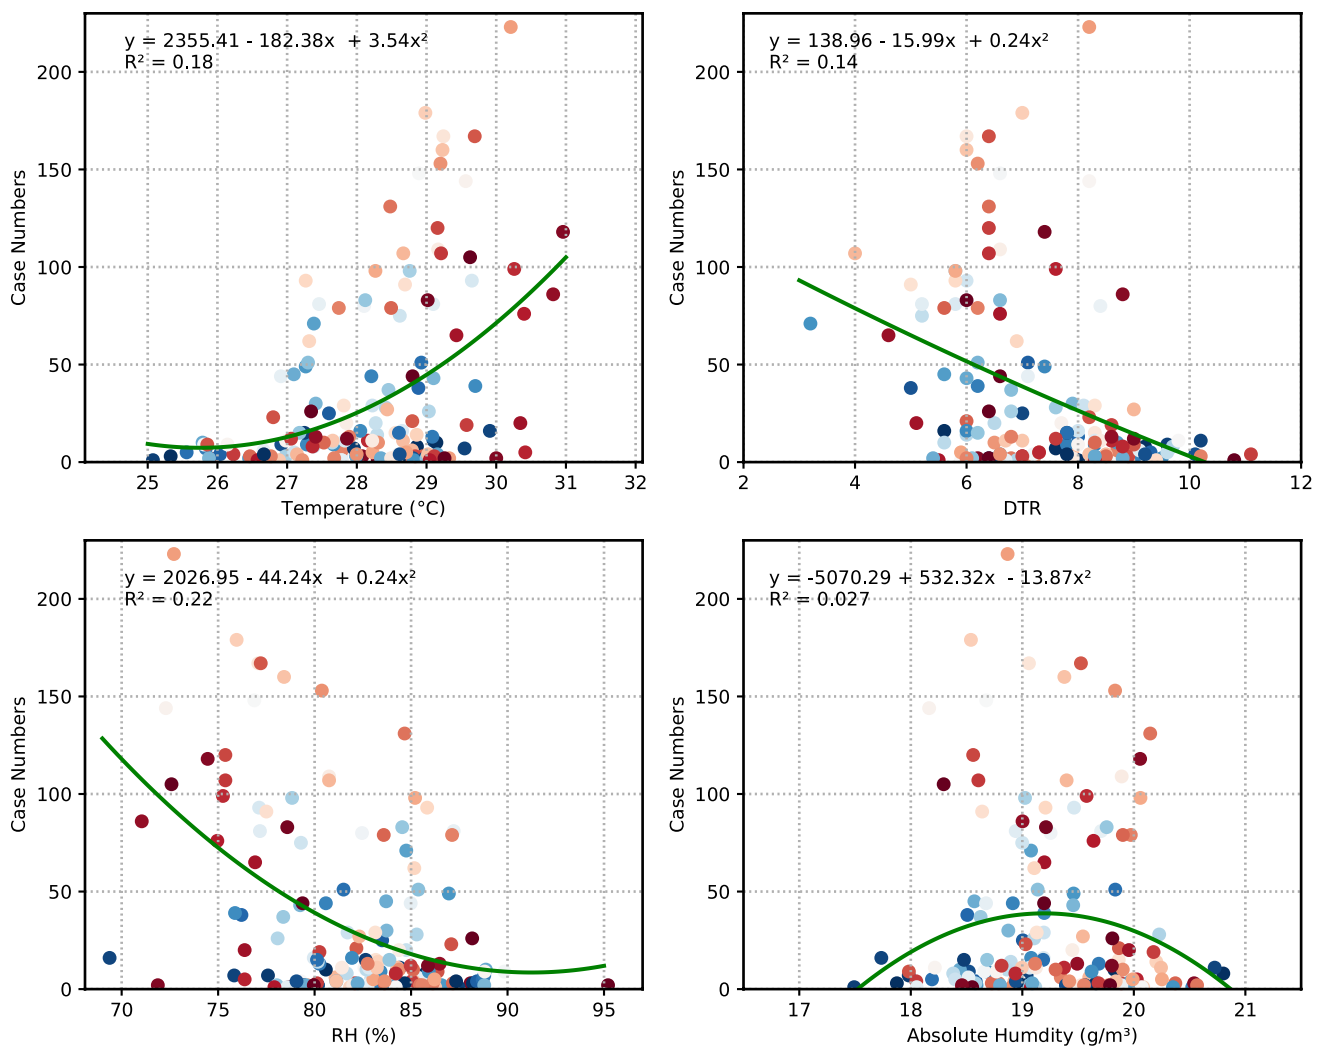 y = 2355.41 - 182.38x + 3.54x²
R² = 0.18
Case Numbers
200
150
100
50
0
25 26 27 28 29 30 31 32
Temperature (°C)
y = 138.96 - 15.99x + 0.24x²
R² = 0.14
Case Numbers
200
150
100
50
0
2 4 6 8 10 12
DTR
y = 2026.95 - 44.24x + 0.24x²
R² = 0.22
Case Numbers
200
150
100
50
0
70 75 80 85 90 95
RH (%)
y = -5070.29 + 532.32x - 13.87x²
R² = 0.027
Case Numbers
200
150
100
50
0
17 18 19 20 21
Absolute Humdity (g/m³)